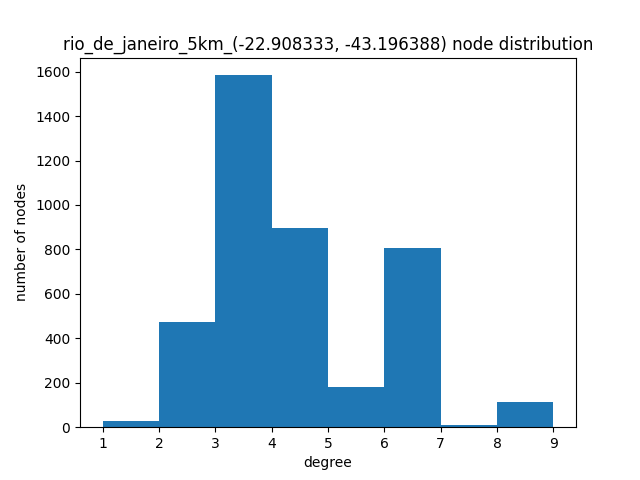 rio_de_janeiro_5km_(-22.908333, -43.196388) node distribution
number of nodes
1600
1400
1200
1000
800
600
400
200
0
1 2 3 4 5 6 7 8 9
degree